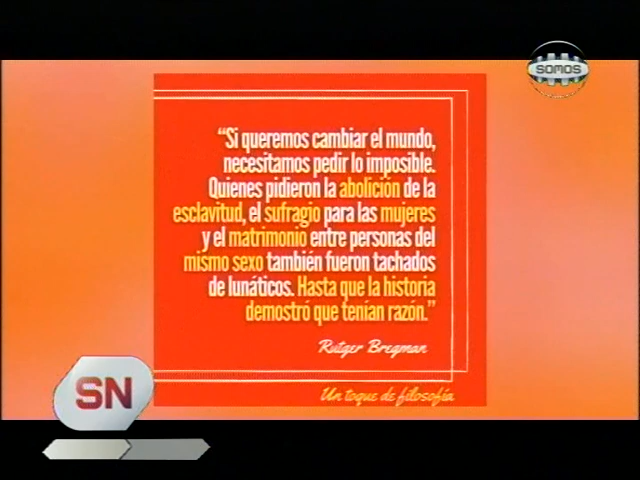 SOMOS
“Si queremos cambiar el mundo,
necesitamos pedir lo imposible.
Quienes pidieron la abolición de la
esclavitud, el sufragio para las mujeres
y el matrimonio entre personas del
mismo sexo también fueron tachados
de lunáticos. Hasta que la historia
demostró que tenían razón.”
Rutger Bregman
Un toque de filosofía
SN